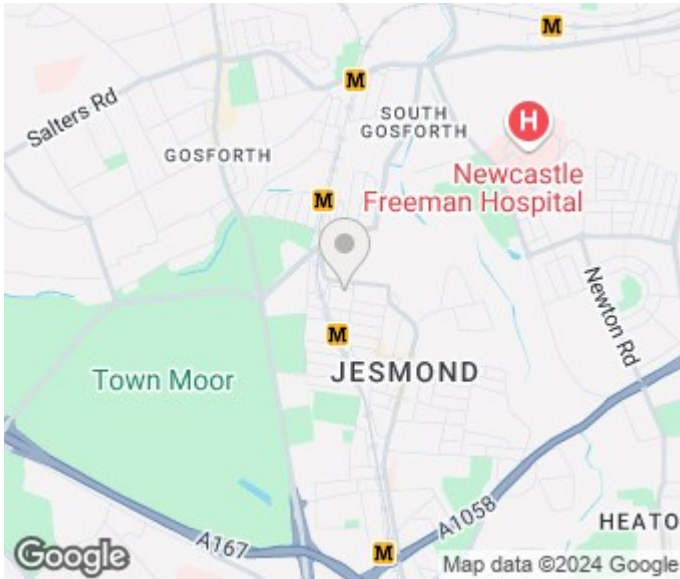 M
M
SOUTH
GOSFORTH
H
Salters Rd
GOSFORTH
Newcastle
Freeman Hospital
M
Newton Rd
M
Town Moor
JESMOND
A1058
HEATO
A167
M
Google
Map data ©2024 Google